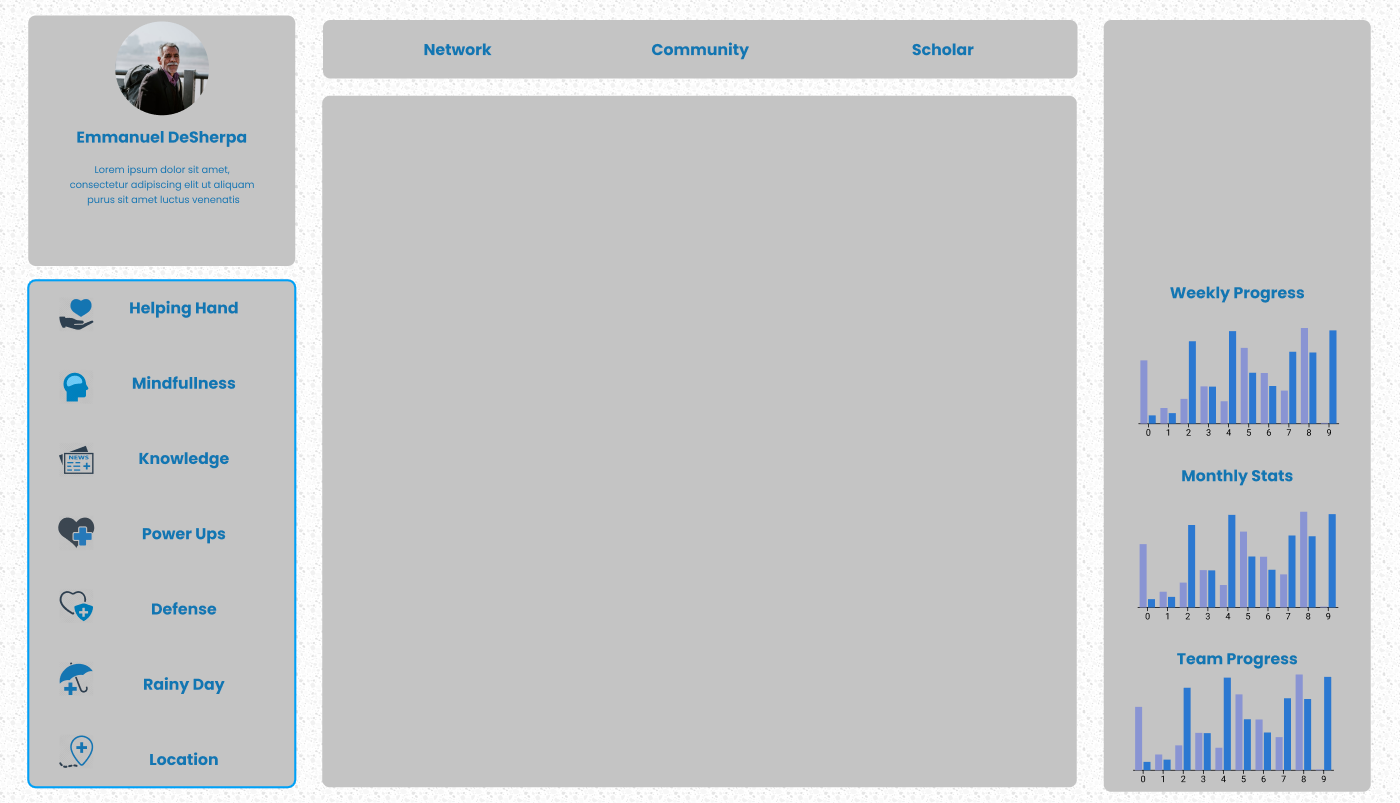 Emmanuel DeSherpa
Lorem ipsum dolor sit amet,
consectetur adipiscing elit ut aliquam
purus sit amet luctus venenatis
Helping Hand
Mindfullness
NEWS
Knowledge
Power Ups
Defense
Rainy Day
Location
Network Community Scholar
Weekly Progress
0 1 2 3 4 5 6 7 8 9
Monthly Stats
0 1 2 3 4 5 6 7 8 9
Team Progress
0 1 2 3 4 5 6 7 8 9